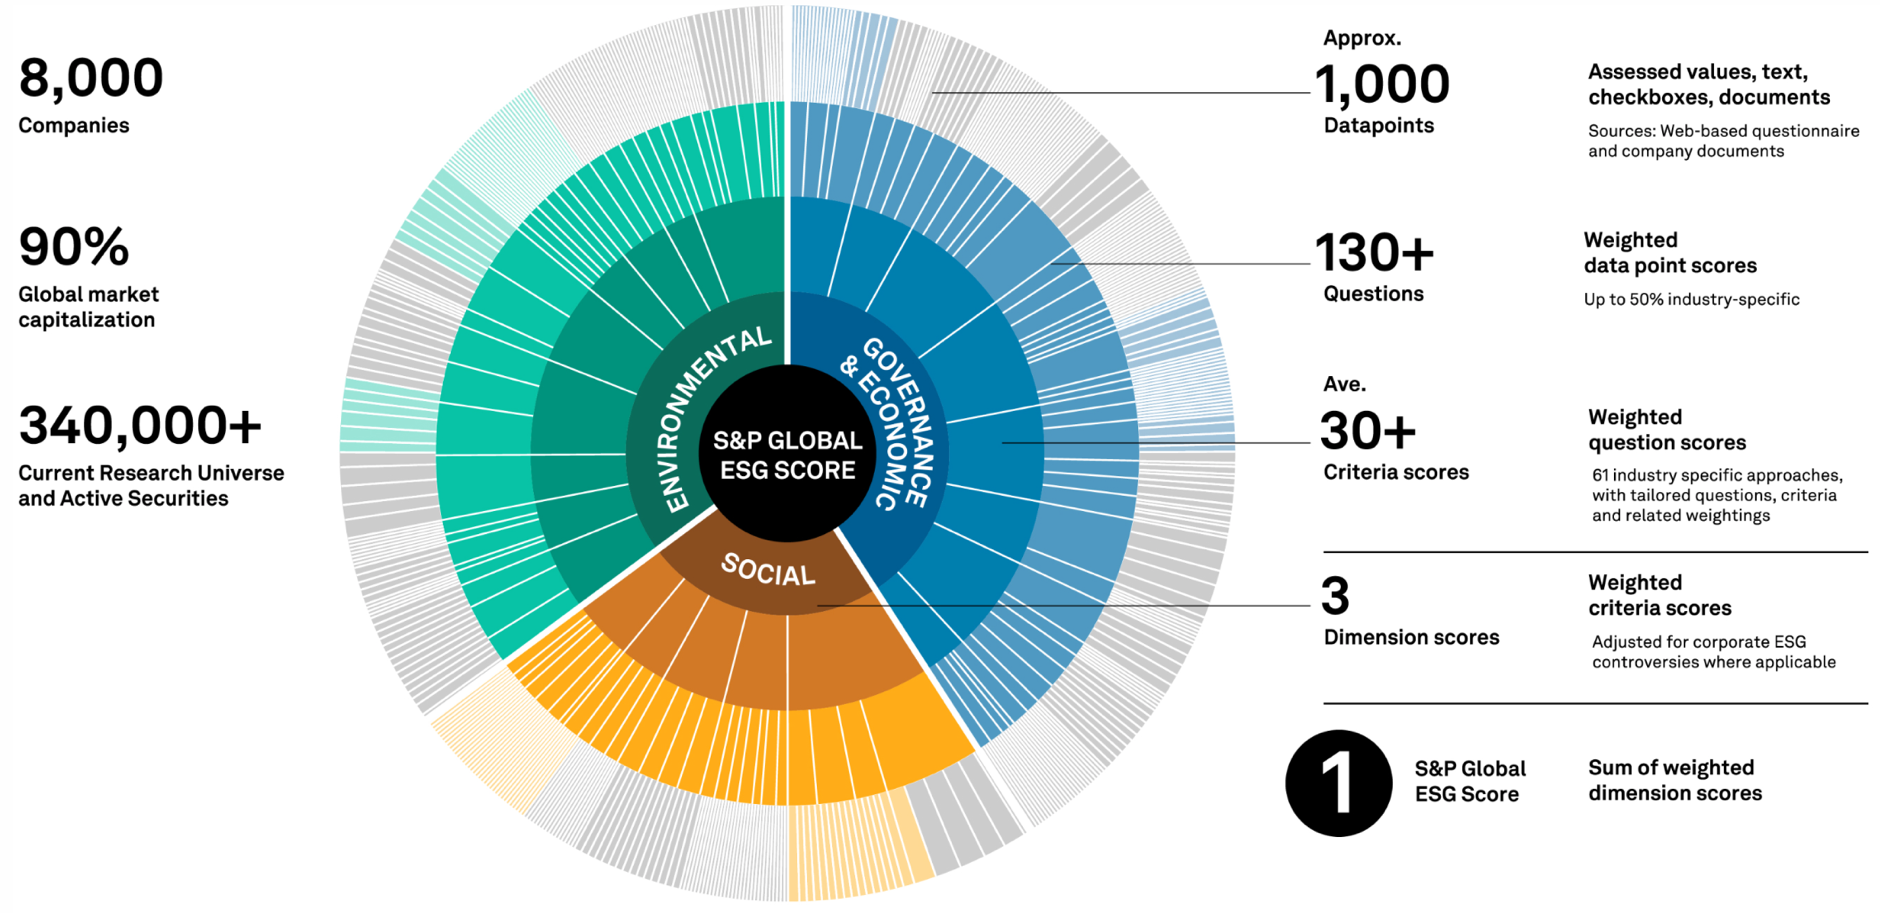 8,000
Companies
90%
Global market
capitalization
340,000+
Current Research Universe
and Active Securities
ENVIRONMENTAL
GOVERNANCE
& ECONOMIC
SOCIAL
S&P GLOBAL
ESG SCORE
Approx.
1,000
Datapoints
Assessed values, text,
checkboxes, documents
Sources: Web-based questionnaire
and company documents
130+
Questions
Weighted
data point scores
Up to 50% industry-specific
Ave.
30+
Criteria scores
Weighted
question scores
61 industry specific approaches,
with tailored questions, criteria
and related weightings
3
Dimension scores
Weighted
criteria scores
Adjusted for corporate ESG
controversies where applicable
1
S&P Global
ESG Score
Sum of weighted
dimension scores